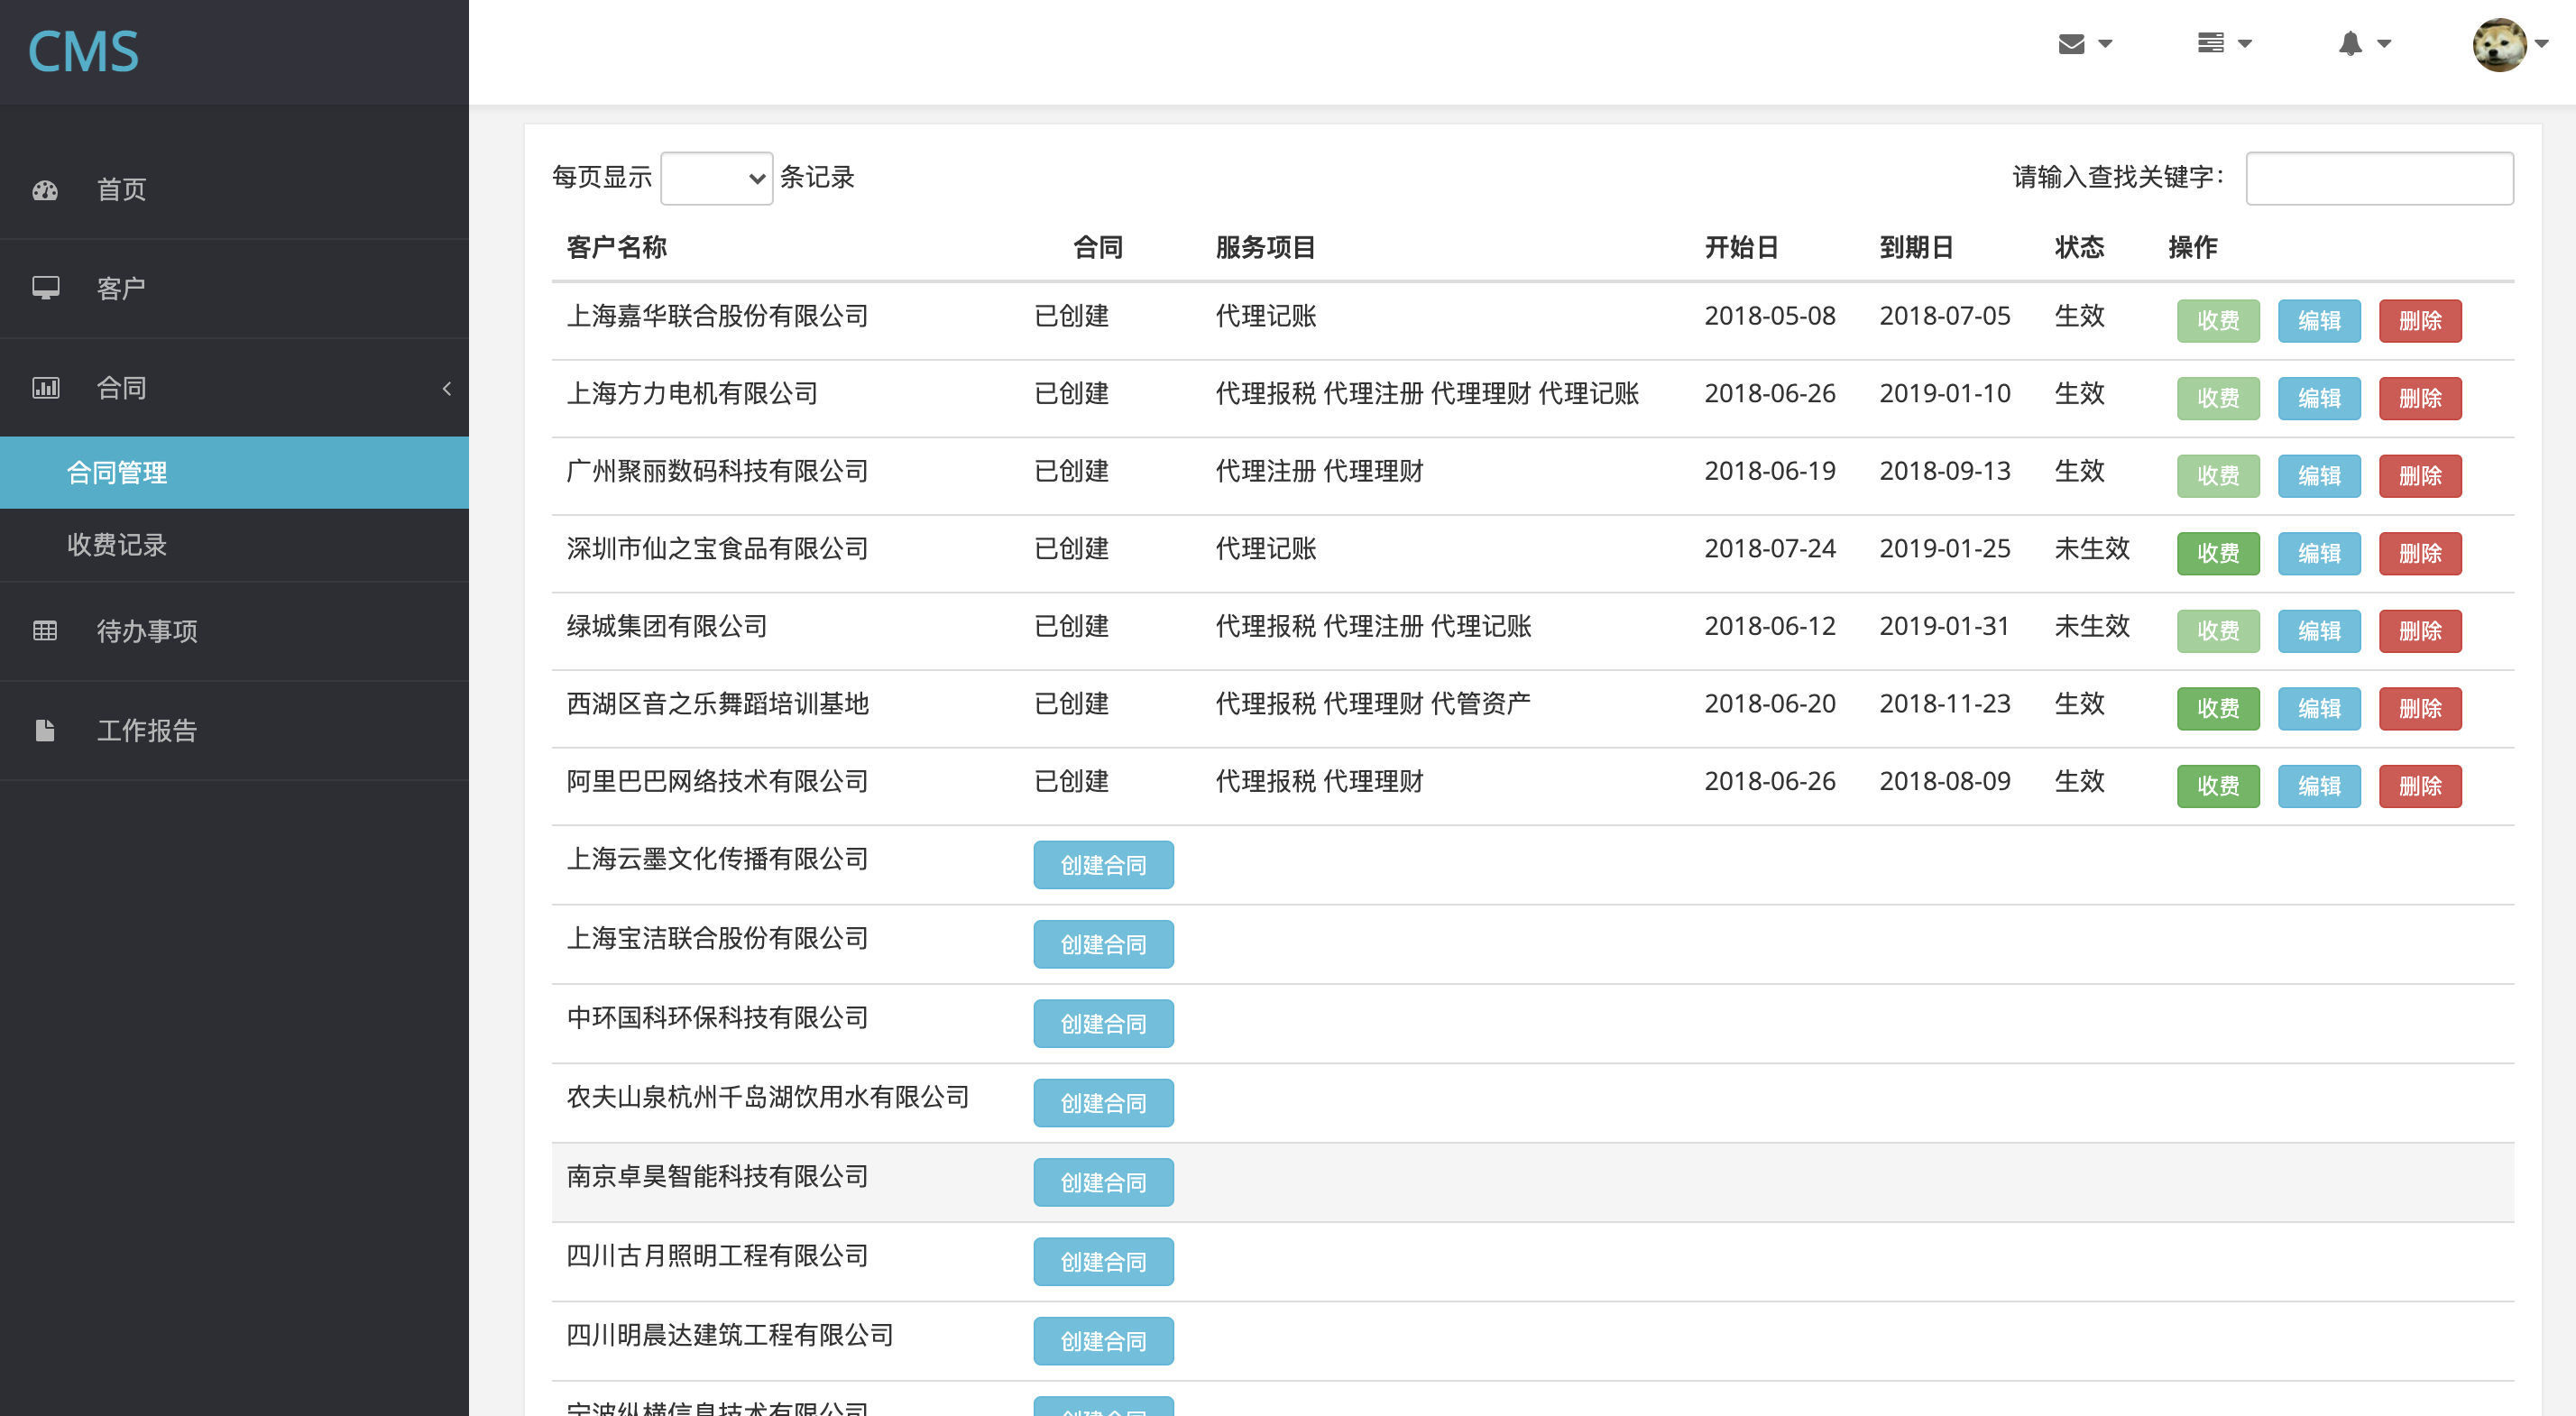 CMS
首页
客户
合同
合同管理
收费记录
待办事项
工作报告
每页显示 条记录 请输入查找关键字：
客户名称 合同 服务项目 开始日 到期日 状态 操作
上海嘉华联合股份有限公司 已创建 代理记账 2018-05-08 2018-07-05 生效 收费 编辑 删除
上海方力电机有限公司 已创建 代理报税 代理注册 代理理财 代理记账 2018-06-26 2019-01-10 生效 收费 编辑 删除
广州聚丽数码科技有限公司 已创建 代理注册 代理理财 2018-06-19 2018-09-13 生效 收费 编辑 删除
深圳市仙之宝食品有限公司 已创建 代理记账 2018-07-24 2019-01-25 未生效 收费 编辑 删除
绿城集团有限公司 已创建 代理报税 代理注册 代理记账 2018-06-12 2019-01-31 未生效 收费 编辑 删除
西湖区音之乐舞蹈培训基地 已创建 代理报税 代理理财 代管资产 2018-06-20 2018-11-23 生效 收费 编辑 删除
阿里巴巴网络技术有限公司 已创建 代理报税 代理理财 2018-06-26 2018-08-09 生效 收费 编辑 删除
上海云墨文化传播有限公司 创建合同
上海宝洁联合股份有限公司 创建合同
中环国科环保科技有限公司 创建合同
农夫山泉杭州千岛湖饮用水有限公司 创建合同
南京卓昊智能科技有限公司 创建合同
四川古月照明工程有限公司 创建合同
四川明晨达建筑工程有限公司 创建合同
宁波纵横信息技术有限公司 创建合同